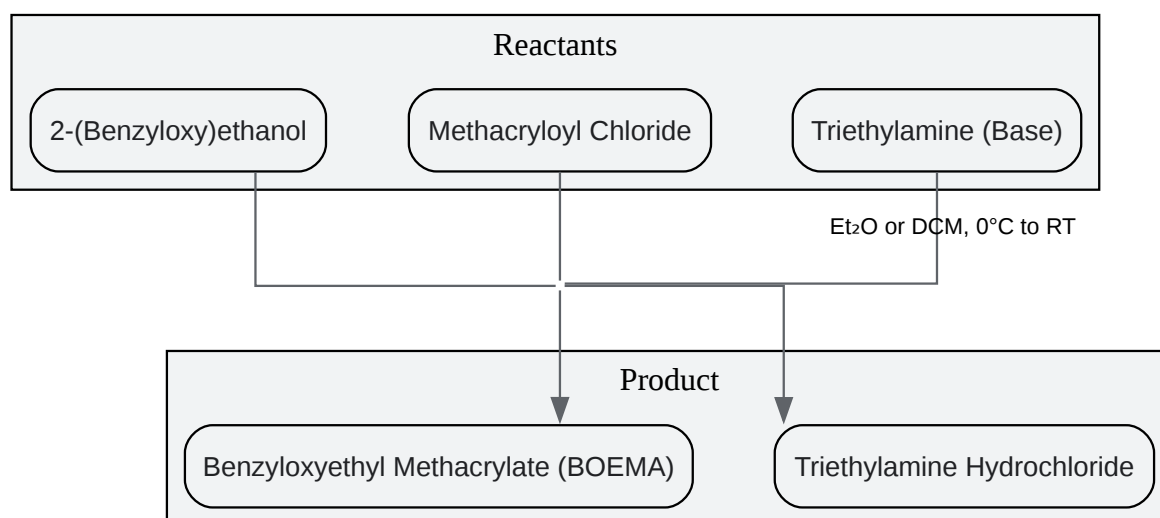 Reactants
2-(Benzyloxy)ethanol
Methacryloyl Chloride
Triethylamine (Base)
Et₂O or DCM, 0°C to RT
Product
Benzyloxyethyl Methacrylate (BOEMA)
Triethylamine Hydrochloride